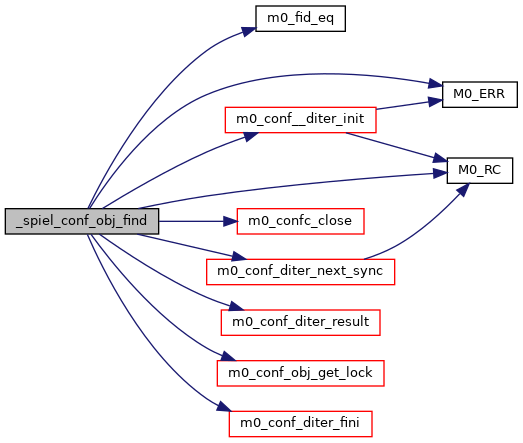 m0_fid_eq
M0_ERR
m0_conf__diter_init
M0_RC
_spiel_conf_obj_find
m0_confc_close
m0_conf_diter_next_sync
m0_conf_diter_result
m0_conf_obj_get_lock
m0_conf_diter_fini